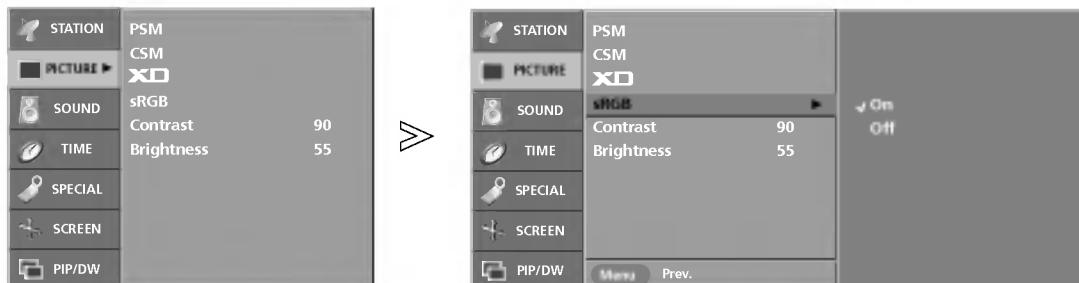 STATION
PICTURE ▶
SOUND
TIME
SPECIAL
SCREEN
PIP/DW
PSM
CSM
XD
sRGB
Contrast 90
Brightness 55
STATION
PICTURE
SOUND
TIME
SPECIAL
SCREEN
PIP/DW
PSM
CSM
XD
sRGB ▶
Contrast 90
Brightness 55
Menu Prev.
✓ On
Off